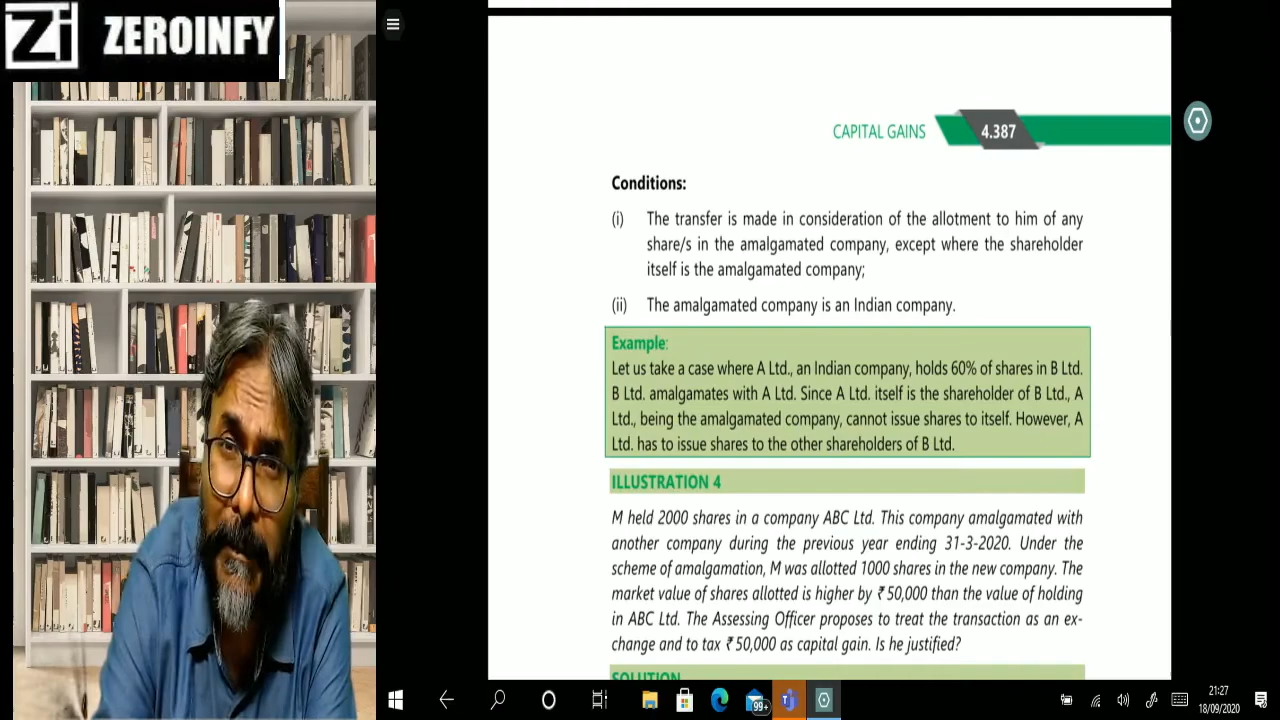 Zi ZEROINFY
CAPITAL GAINS 4.387
Conditions:
(i) The transfer is made in consideration of the allotment to him of any
share/s in the amalgamated company, except where the shareholder
itself is the amalgamated company;
(ii) The amalgamated company is an Indian company.
Example:
Let us take a case where A Ltd., an Indian company, holds 60% of shares in B Ltd.
B Ltd. amalgamates with A Ltd. Since A Ltd. itself is the shareholder of B Ltd., A
Ltd., being the amalgamated company, cannot issue shares to itself. However, A
Ltd. has to issue shares to the other shareholders of B Ltd.
ILLUSTRATION 4
M held 2000 shares in a company ABC Ltd. This company amalgamated with
another company during the previous year ending 31-3-2020. Under the
scheme of amalgamation, M was allotted 1000 shares in the new company. The
market value of shares allotted is higher by ₹ 50,000 than the value of holding
in ABC Ltd. The Assessing Officer proposes to treat the transaction as an ex-
change and to tax ₹ 50,000 as capital gain. Is he justified?
SOLUTION
99+
21:27
18/09/2020